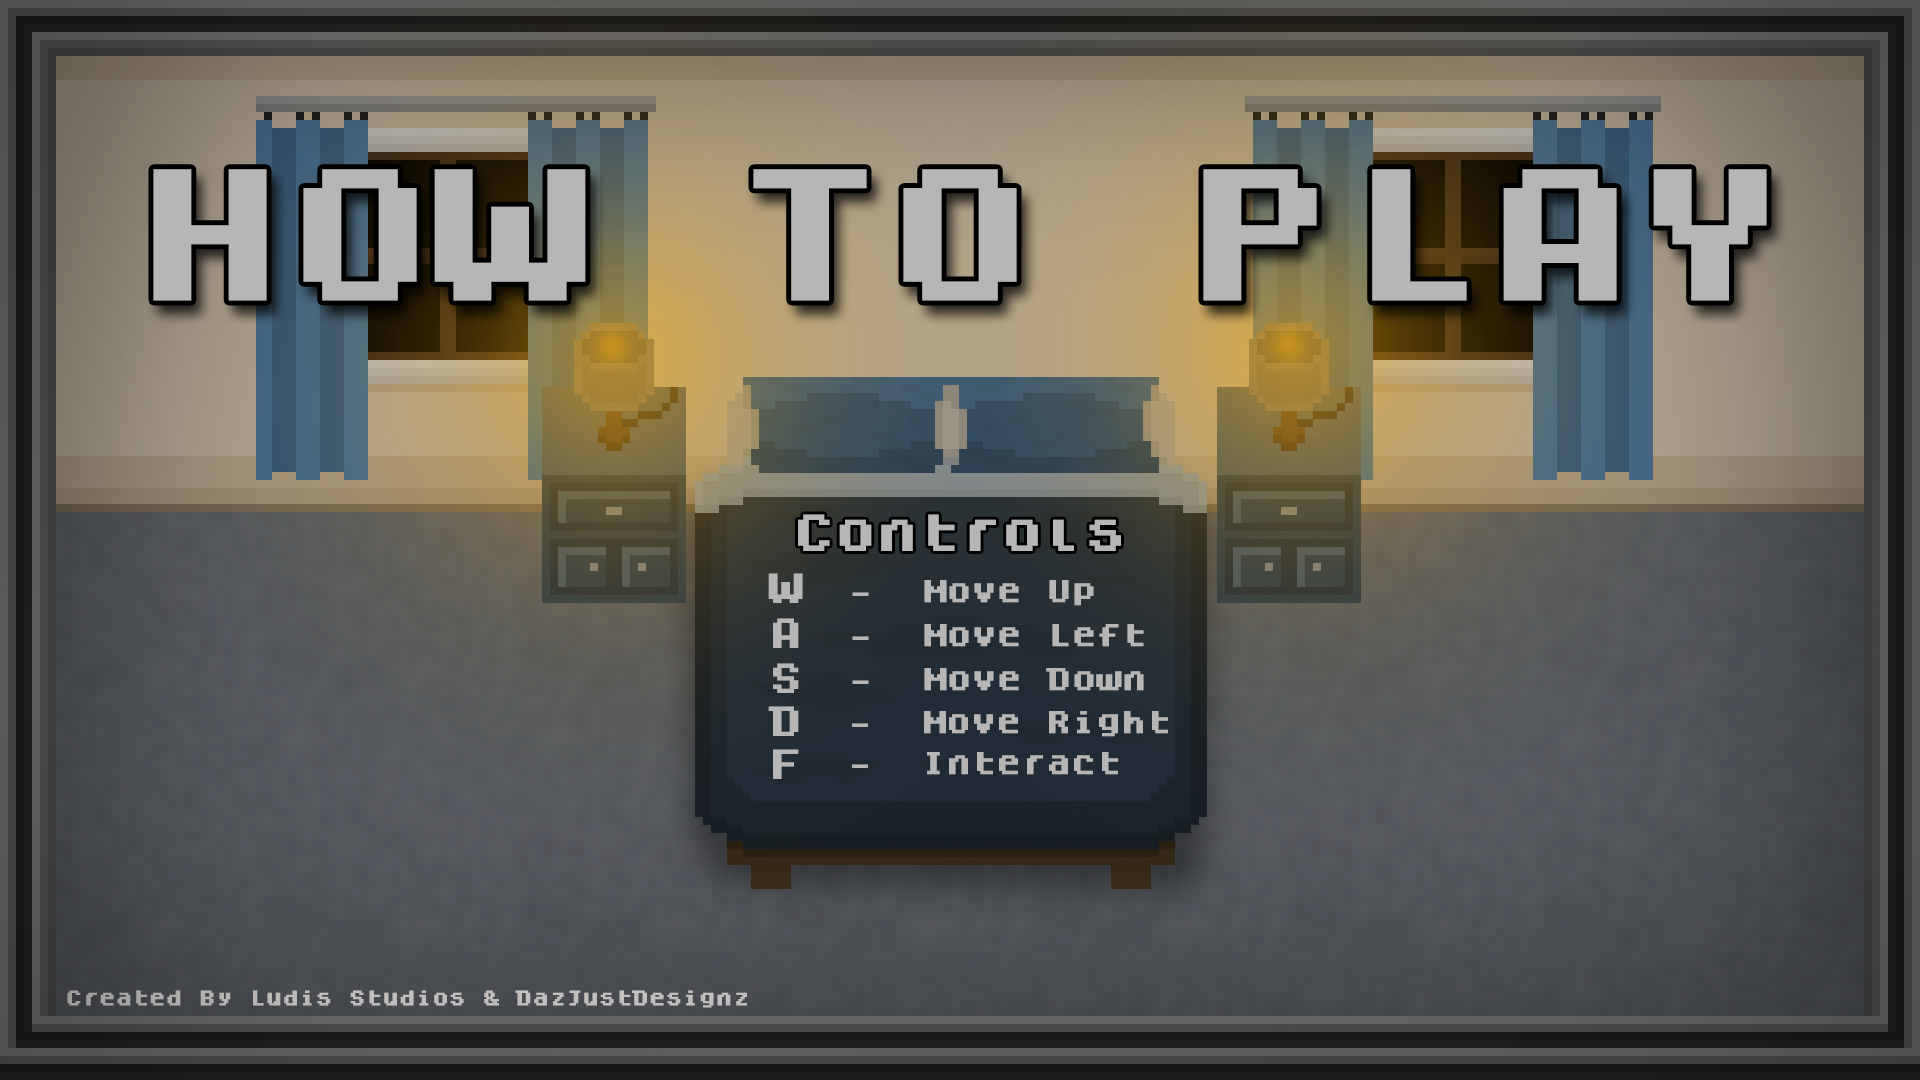 HOW TO PLAY
Controls
W - Move Up
A - Move Left
S - Move Down
D - Move Right
F - Interact
Created By Ludis Studios & DazJustDesignz